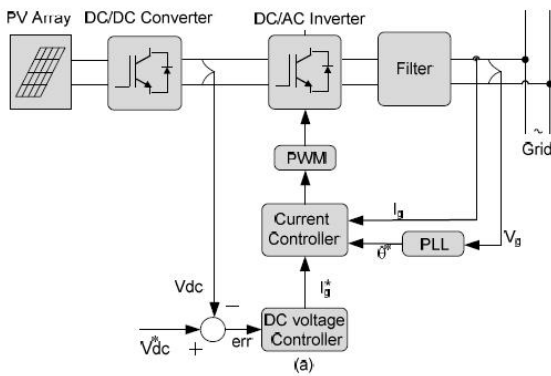 PV Array
DC/DC Converter
DC/AC Inverter
Filter
~
Grid
PWM
Current
Controller
Ig
θ*
PLL
Vg
Vdc
Ig*
−
V*dc
+
err
DC voltage
Controller
(a)